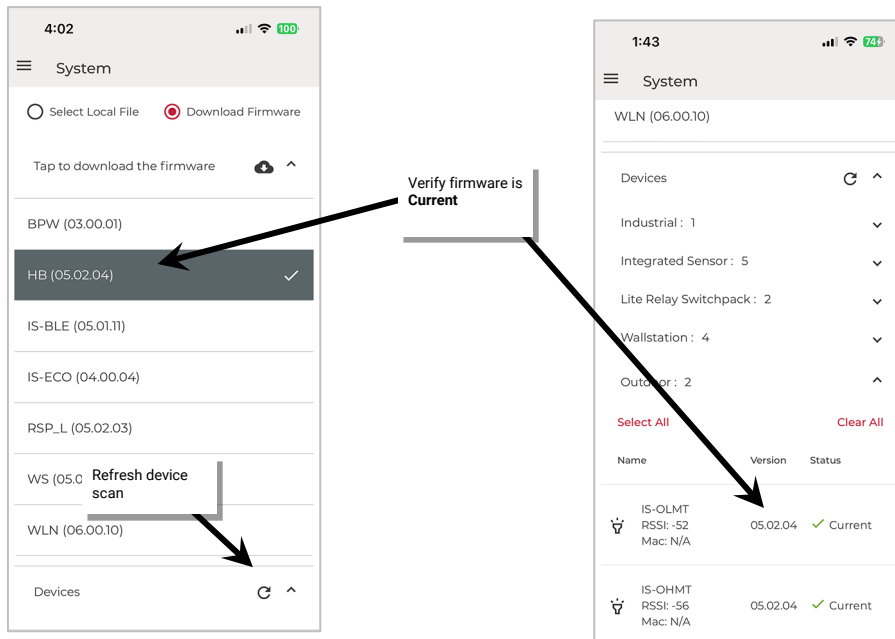 4:02
100
System
Select Local File
Download Firmware
Tap to download the firmware
BPW (03.00.01)
HB (05.02.04)
IS-BLE (05.01.11)
IS-ECO (04.00.04)
RSP_L (05.02.03)
WS (05.0
Refresh device
scan
WLN (06.00.10)
Devices
Verify firmware is
Current
1:43
74
System
WLN (06.00.10)
Devices
Industrial : 1
Integrated Sensor : 5
Lite Relay Switchpack : 2
Wallstation : 4
Outdoor : 2
Select All
Clear All
Name Version Status
IS-OLMT
RSSI: -52 05.02.04 Current
Mac: N/A
IS-OHMT
RSSI: -56 05.02.04 Current
Mac: N/A